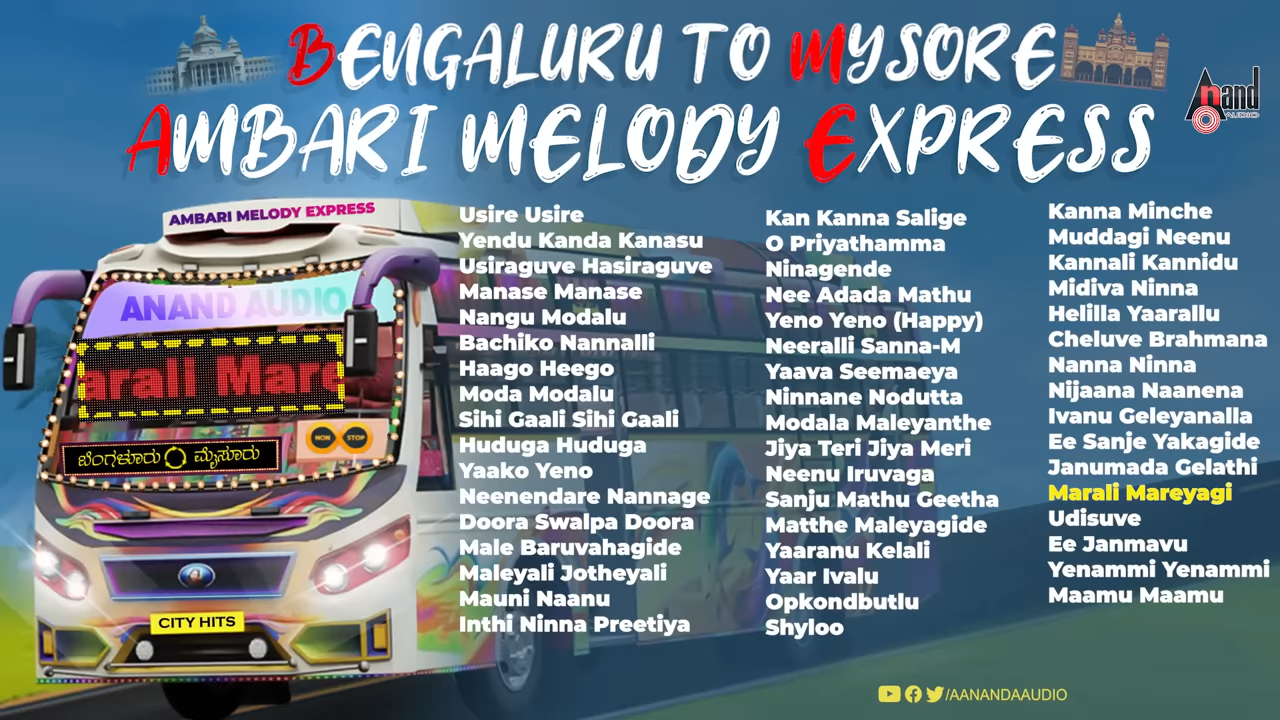 BENGALURU TO MYSORE
AMBARI MELODY EXPRESS
Anand
AUDIO
AMBARI MELODY EXPRESS
ANAND AUDIO
arali Mare
NON STOP
ಬೆಂಗಳೂರು ಮೈಸೂರು
CITY HITS
Usire Usire
Yendu Kanda Kanasu
Usiraguve Hasiraguve
Manase Manase
Nangu Modalu
Bachiko Nannalli
Haago Heego
Moda Modalu
Sihi Gaali Sihi Gaali
Huduga Huduga
Yaako Yeno
Neenendare Nannage
Doora Swalpa Doora
Male Baruvahagide
Maleyali Jotheyali
Mauni Naanu
Inthi Ninna Preetiya
Kan Kanna Salige
O Priyathamma
Ninagende
Nee Adada Mathu
Yeno Yeno (Happy)
Neeralli Sanna-M
Yaava Seemaeya
Ninnane Nodutta
Modala Maleyanthe
Jiya Teri Jiya Meri
Neenu Iruvaga
Sanju Mathu Geetha
Matthe Maleyagide
Yaaranu Kelali
Yaar Ivalu
Opkondbutlu
Shyloo
Kanna Minche
Muddagi Neenu
Kannali Kannidu
Midiva Ninna
Helilla Yaarallu
Cheluve Brahmana
Nanna Ninna
Nijaana Naanena
Ivanu Geleyanalla
Ee Sanje Yakagide
Janumada Gelathi
Marali Mareyagi
Udisuve
Ee Janmavu
Yenammi Yenammi
Maamu Maamu
/AANANDAAUDIO